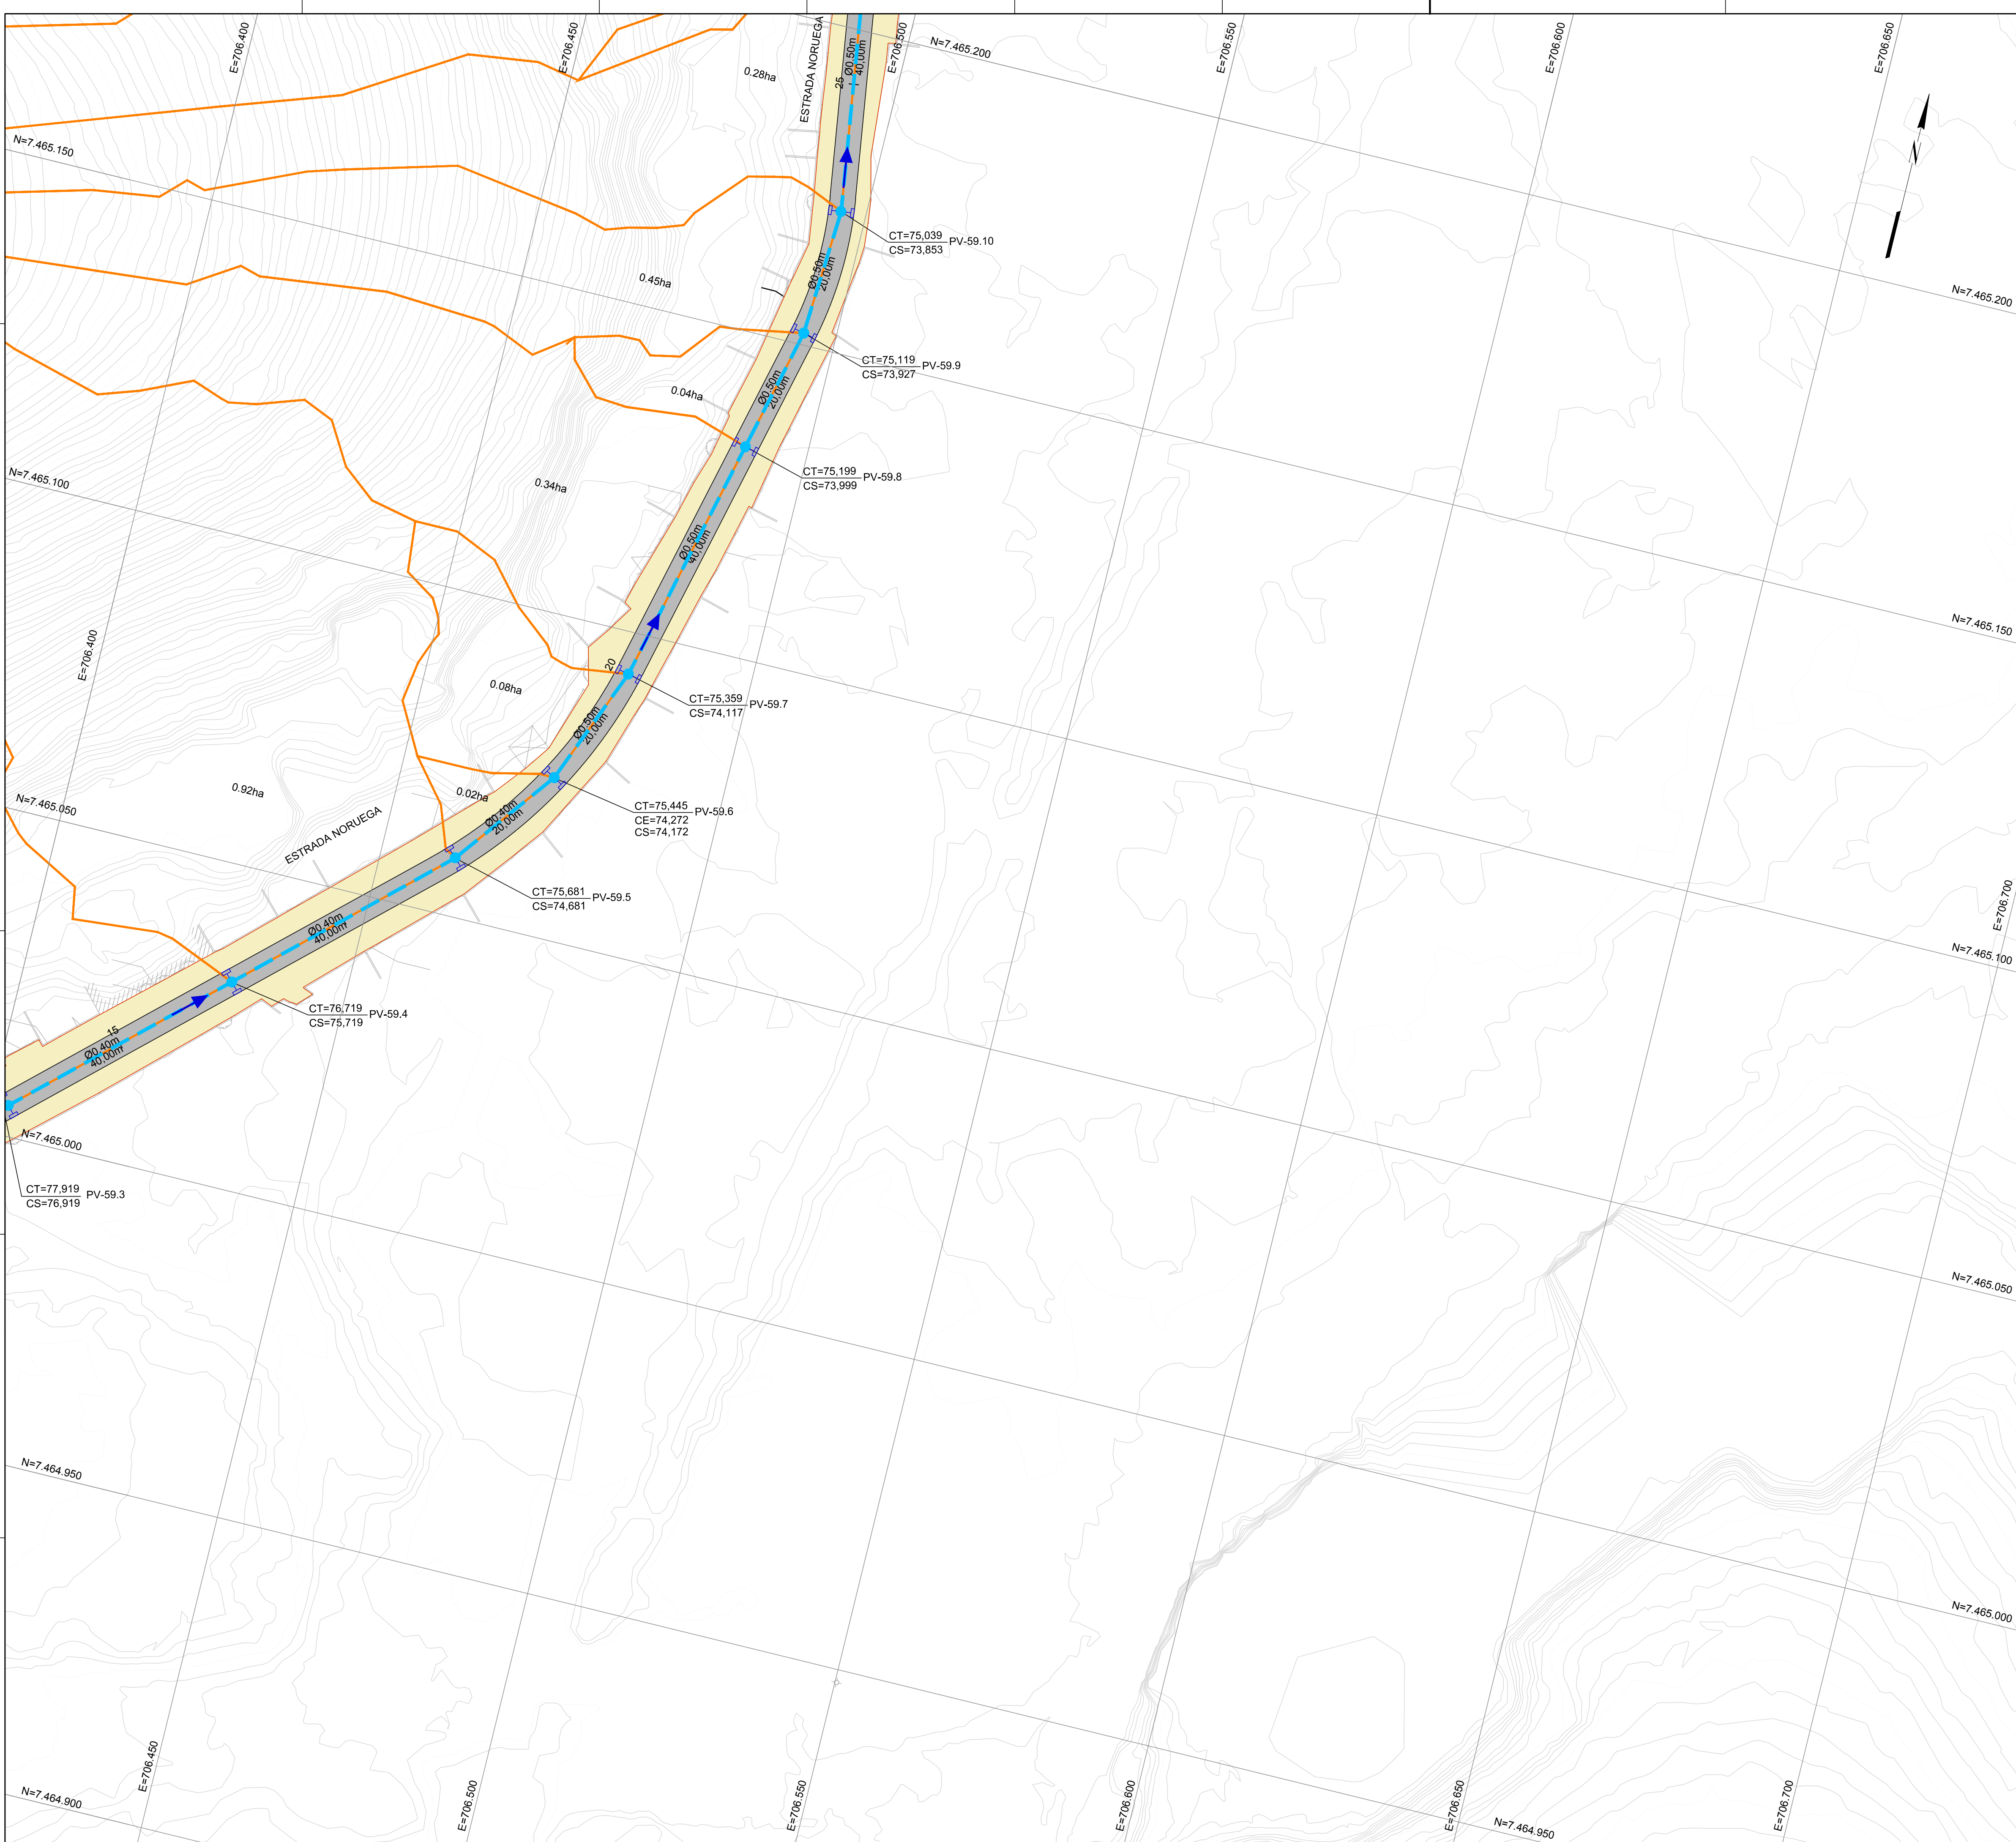 E=706.400
E=706.450
ESTRADA NORUEGA
Ø0.50m
40,00m
25
E=706.500
N=7.465.200
E=706.550
E=706.600
E=706.650
N
0.28ha
N=7.465.150
CT=75,039
CS=73,853
PV-59.10
0.45ha
Ø0.50m
20,00m
N=7.465.200
CT=75,119
CS=73,927
PV-59.9
0.04ha
Ø0.50m
20,00m
N=7.465.100
0.34ha
CT=75,199
CS=73,999
PV-59.8
Ø0.50m
40,00m
N=7.465.150
E=706.400
20
0.08ha
CT=75,359
CS=74,117
PV-59.7
Ø0.50m
20,00m
0.92ha
0.02ha
N=7.465.050
ESTRADA NORUEGA
Ø0.40m
20,00m
CT=75,445
CE=74,272
CS=74,172
PV-59.6
CT=75,681
CS=74,681
PV-59.5
E=706.700
Ø0.40m
40,00m
N=7.465.100
CT=76,719
CS=75,719
PV-59.4
15
Ø0.40m
40,00m
N=7.465.000
CT=77,919
CS=76,919
PV-59.3
N=7.465.050
N=7.464.950
N=7.465.000
E=706.450
E=706.500
E=706.550
E=706.600
E=706.650
E=706.700
N=7.464.900
N=7.464.950